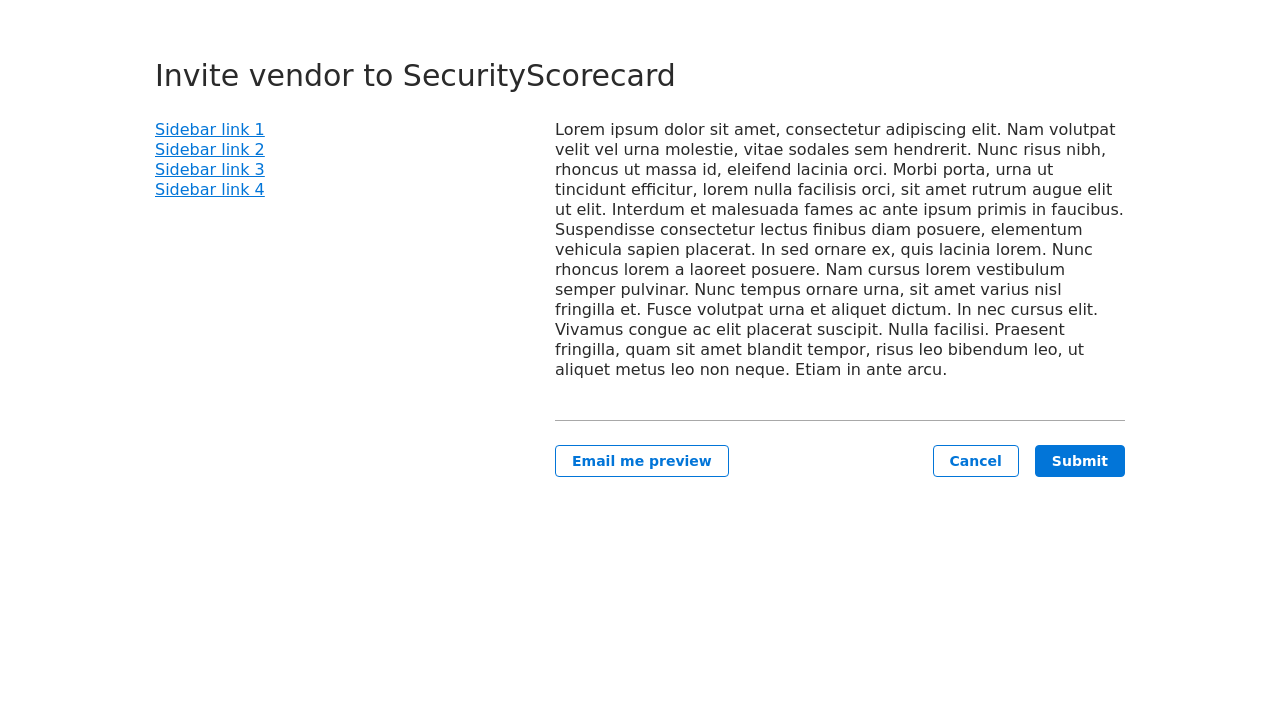 Invite vendor to SecurityScorecard
Sidebar link 1
Sidebar link 2
Sidebar link 3
Sidebar link 4
Lorem ipsum dolor sit amet, consectetur adipiscing elit. Nam volutpat
velit vel urna molestie, vitae sodales sem hendrerit. Nunc risus nibh,
rhoncus ut massa id, eleifend lacinia orci. Morbi porta, urna ut
tincidunt efficitur, lorem nulla facilisis orci, sit amet rutrum augue elit
ut elit. Interdum et malesuada fames ac ante ipsum primis in faucibus.
Suspendisse consectetur lectus finibus diam posuere, elementum
vehicula sapien placerat. In sed ornare ex, quis lacinia lorem. Nunc
rhoncus lorem a laoreet posuere. Nam cursus lorem vestibulum
semper pulvinar. Nunc tempus ornare urna, sit amet varius nisl
fringilla et. Fusce volutpat urna et aliquet dictum. In nec cursus elit.
Vivamus congue ac elit placerat suscipit. Nulla facilisi. Praesent
fringilla, quam sit amet blandit tempor, risus leo bibendum leo, ut
aliquet metus leo non neque. Etiam in ante arcu.
Email me preview
Cancel
Submit